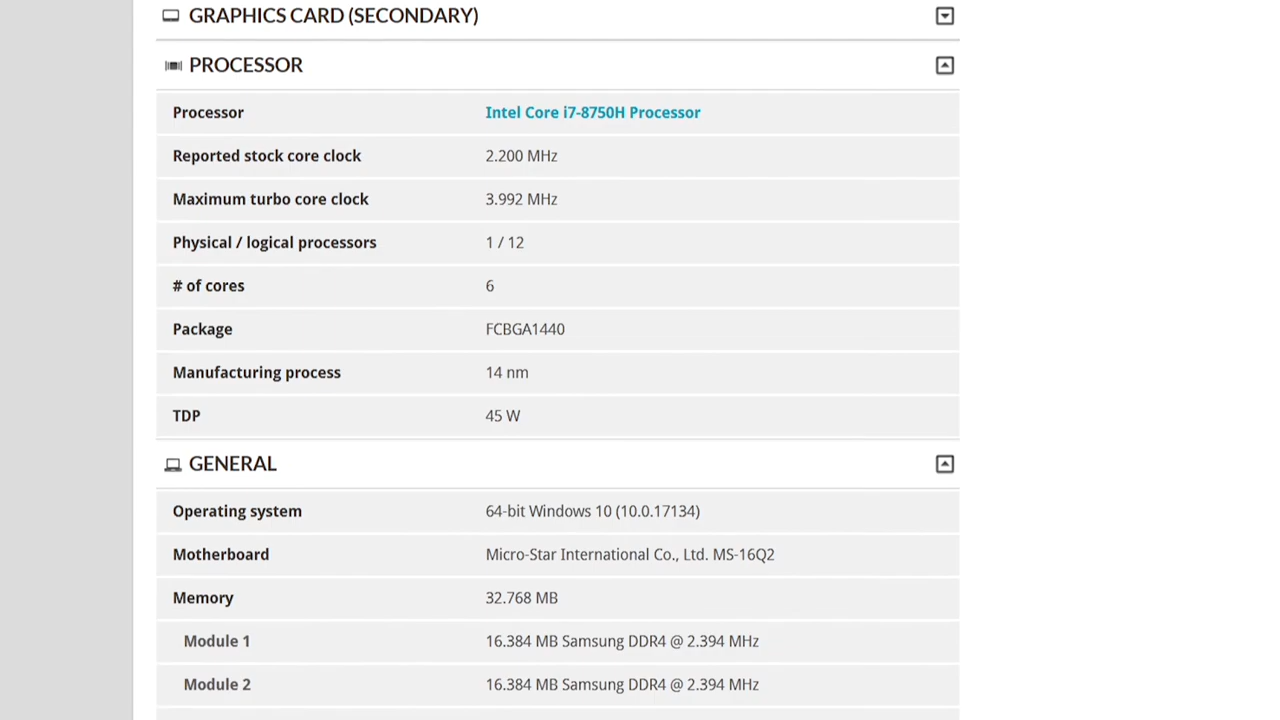 GRAPHICS CARD (SECONDARY)
PROCESSOR
Processor Intel Core i7-8750H Processor
Reported stock core clock 2.200 MHz
Maximum turbo core clock 3.992 MHz
Physical / logical processors 1 / 12
# of cores 6
Package FCBGA1440
Manufacturing process 14 nm
TDP 45 W
GENERAL
Operating system 64-bit Windows 10 (10.0.17134)
Motherboard Micro-Star International Co., Ltd. MS-16Q2
Memory 32.768 MB
Module 1 16.384 MB Samsung DDR4 @ 2.394 MHz
Module 2 16.384 MB Samsung DDR4 @ 2.394 MHz